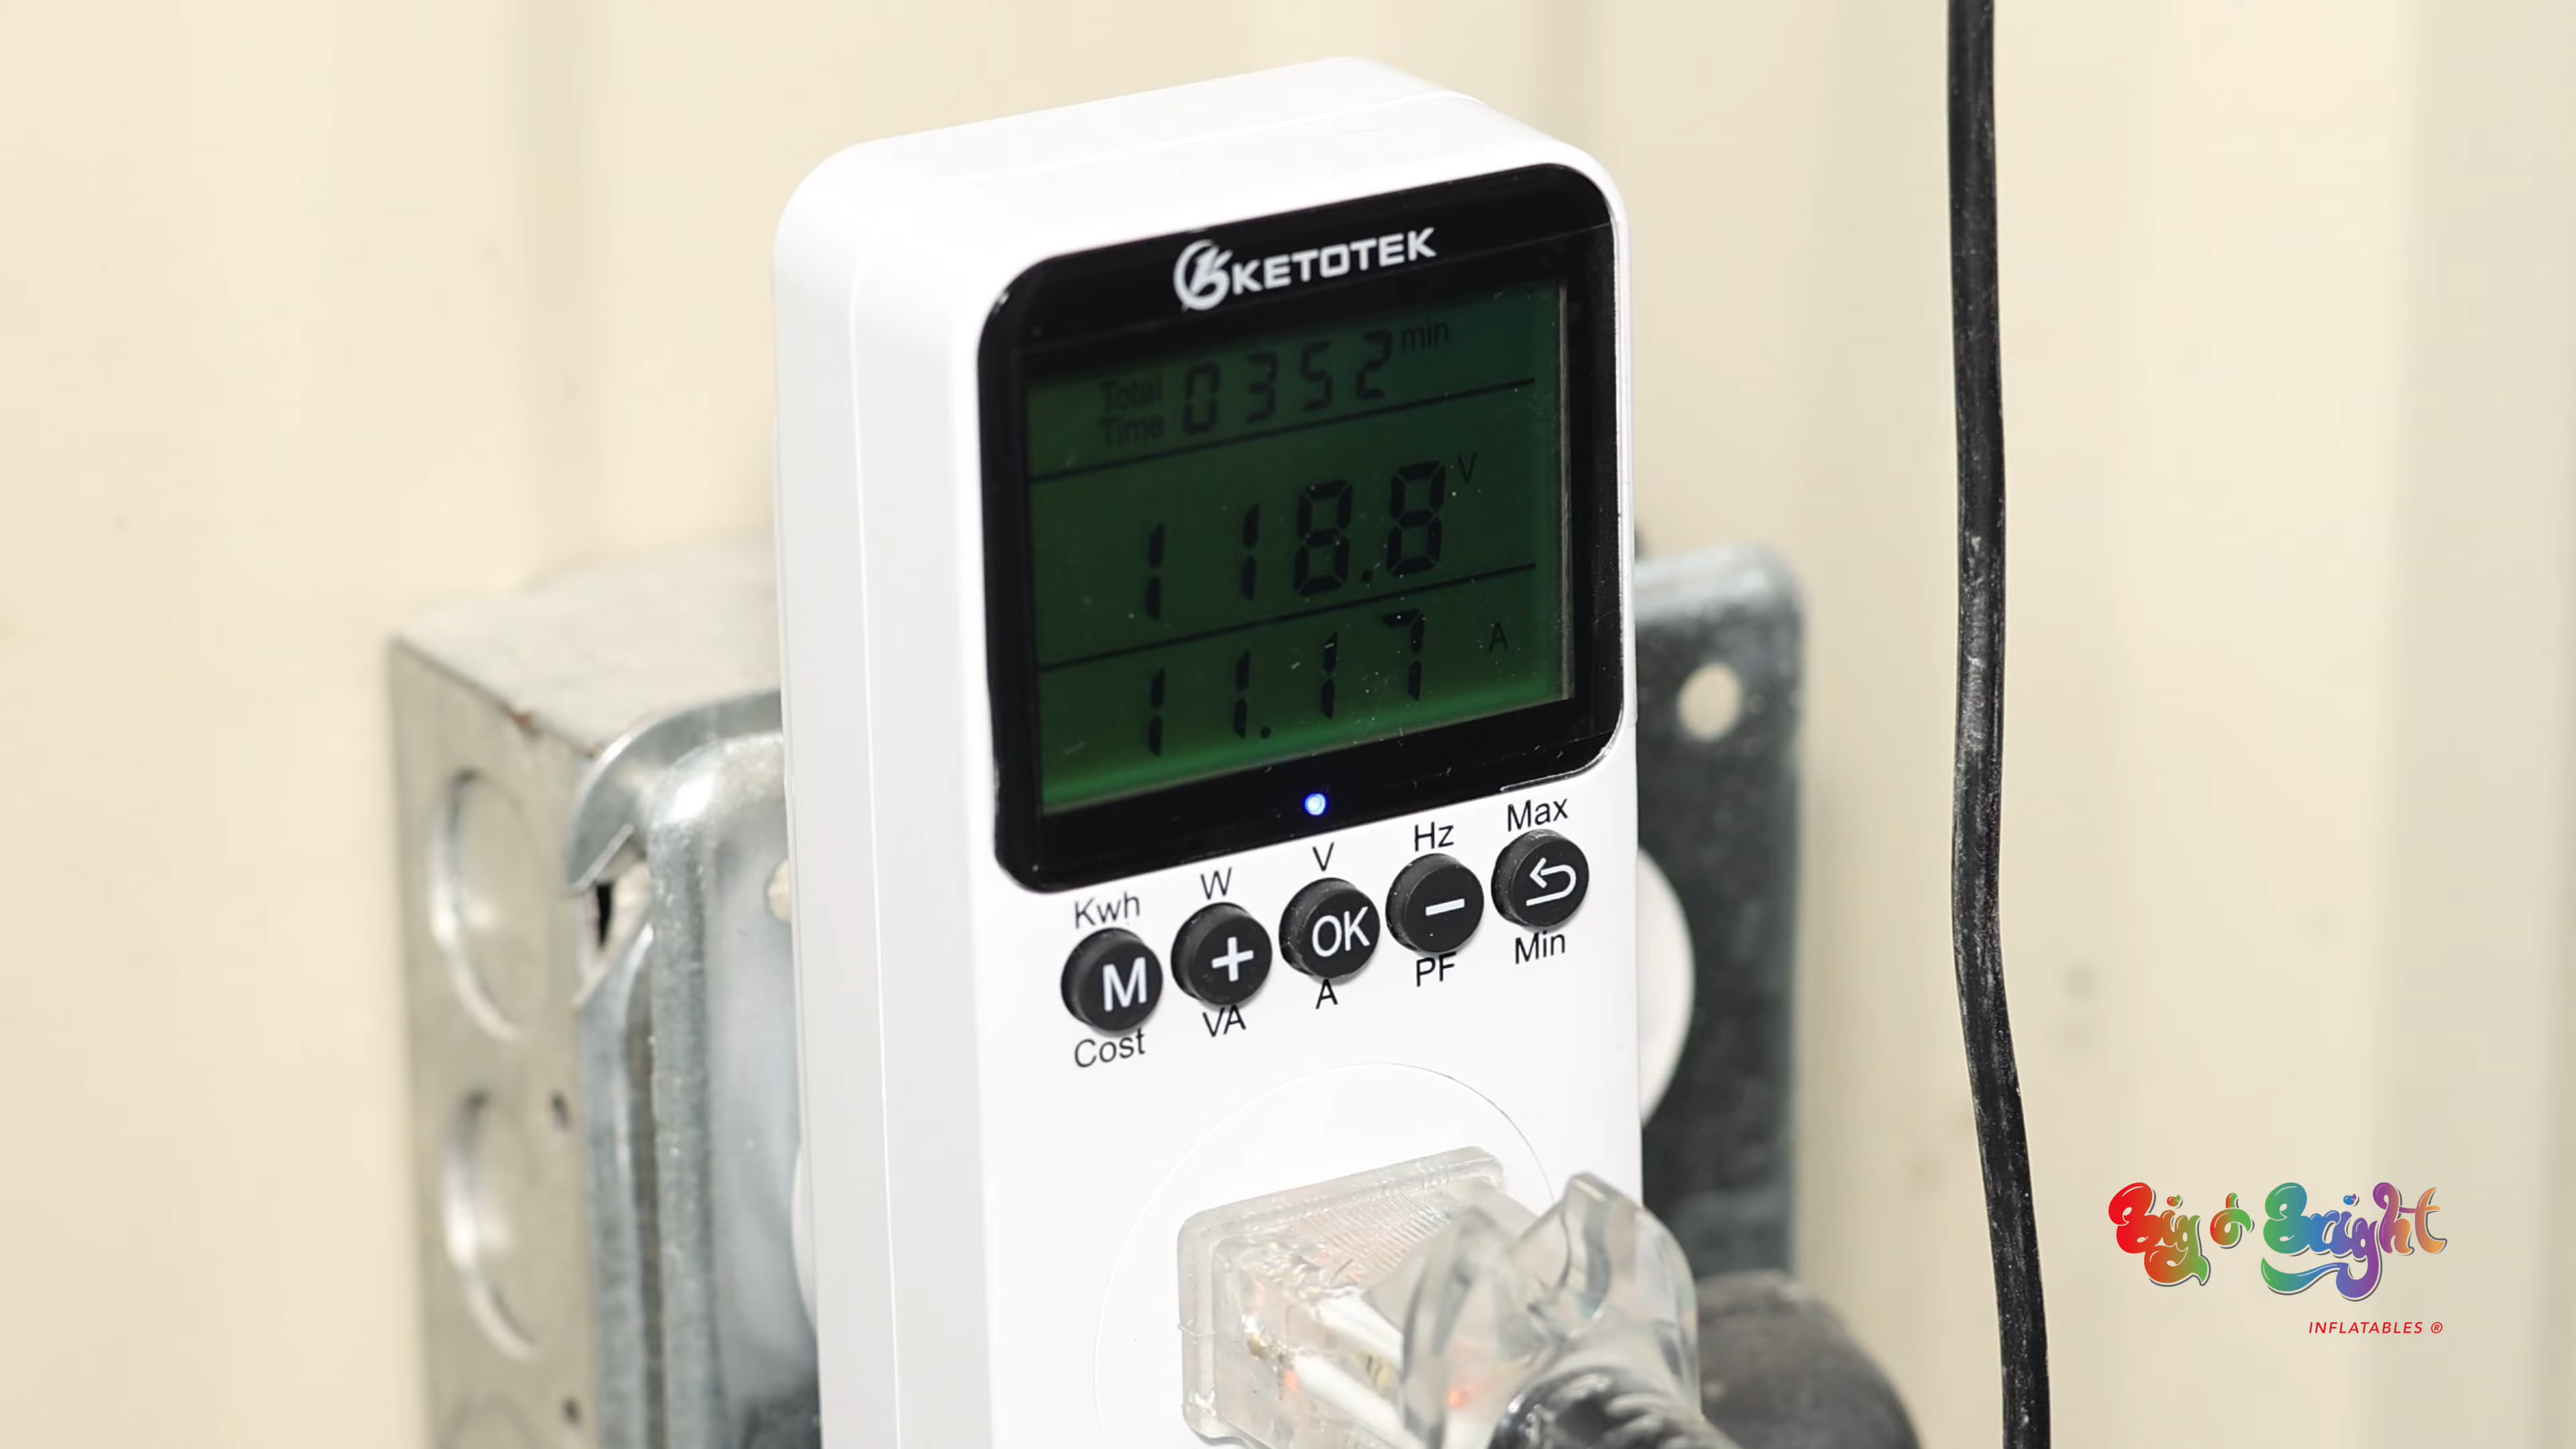 KETOTEK
Total Time 0352 min
118.8 V
11.17 A
Kwh W V Hz Max
M + OK −
Cost VA A PF Min
Big & Bright
INFLATABLES ®